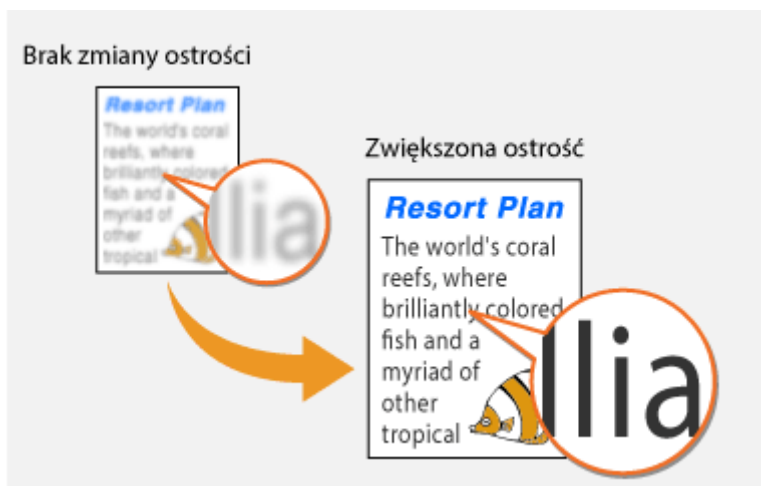 Brak zmiany ostrości
Resort Plan
The world's coral
reefs, where
brilliantly colored
fish and a
myriad of
other
tropical
llia
Zwiększona ostrość
Resort Plan
The world's coral
reefs, where
brilliantly colored
fish and a
myriad of
other
tropical
llia